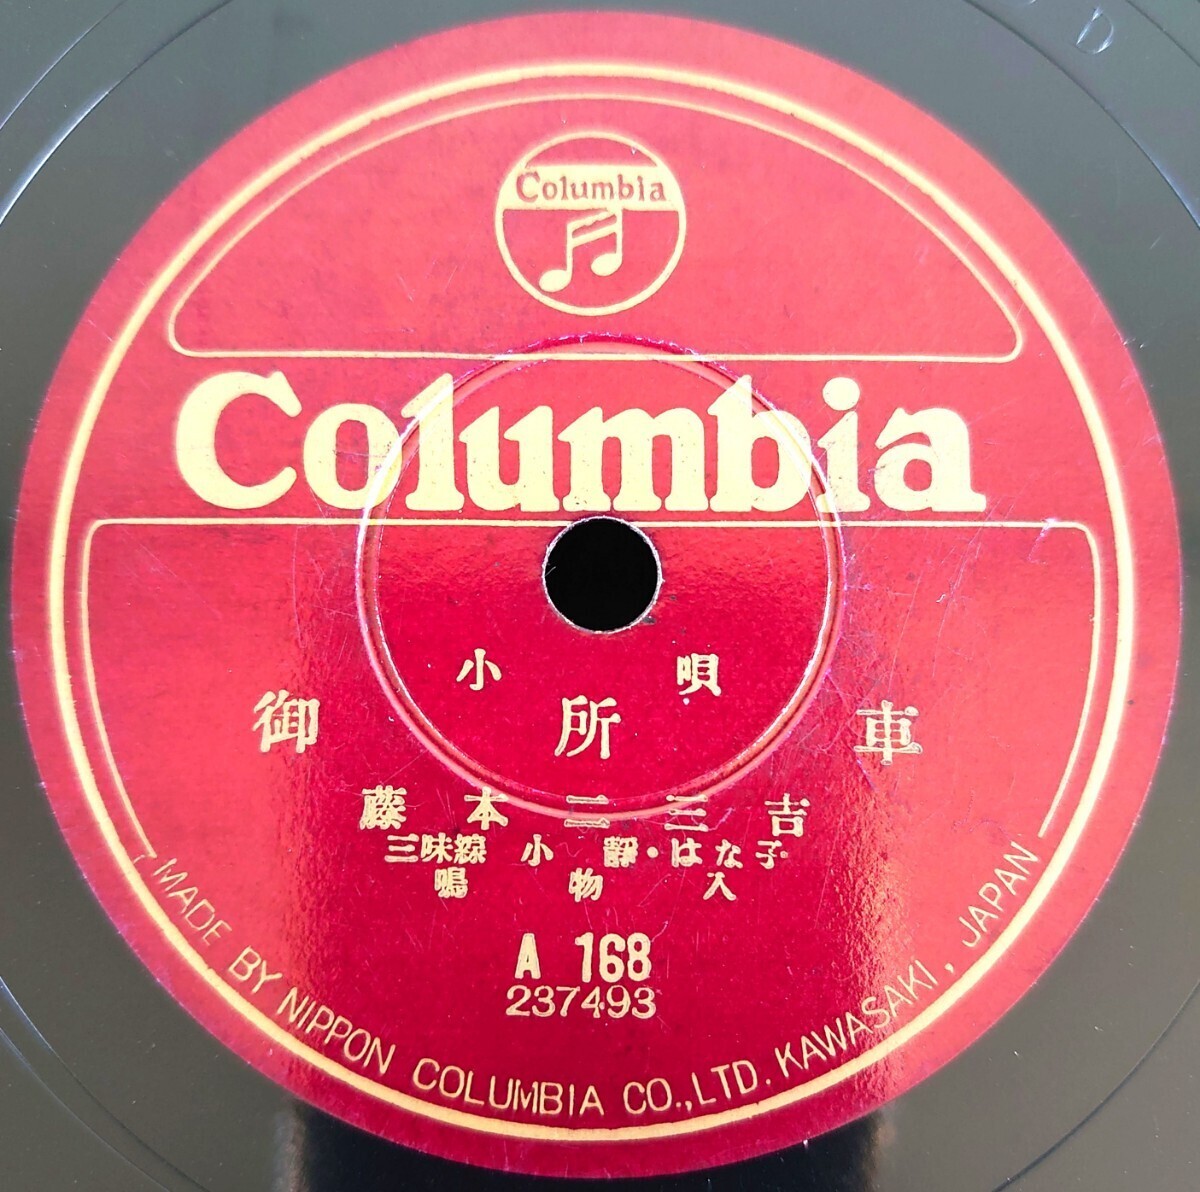 Columbia
Columbia
小唄
御所車
藤本二三吉
三味線 小靜・はな子
鳴物入
A 168
237493
MADE BY NIPPON COLUMBIA CO.,LTD. KAWASAKI, JAPAN